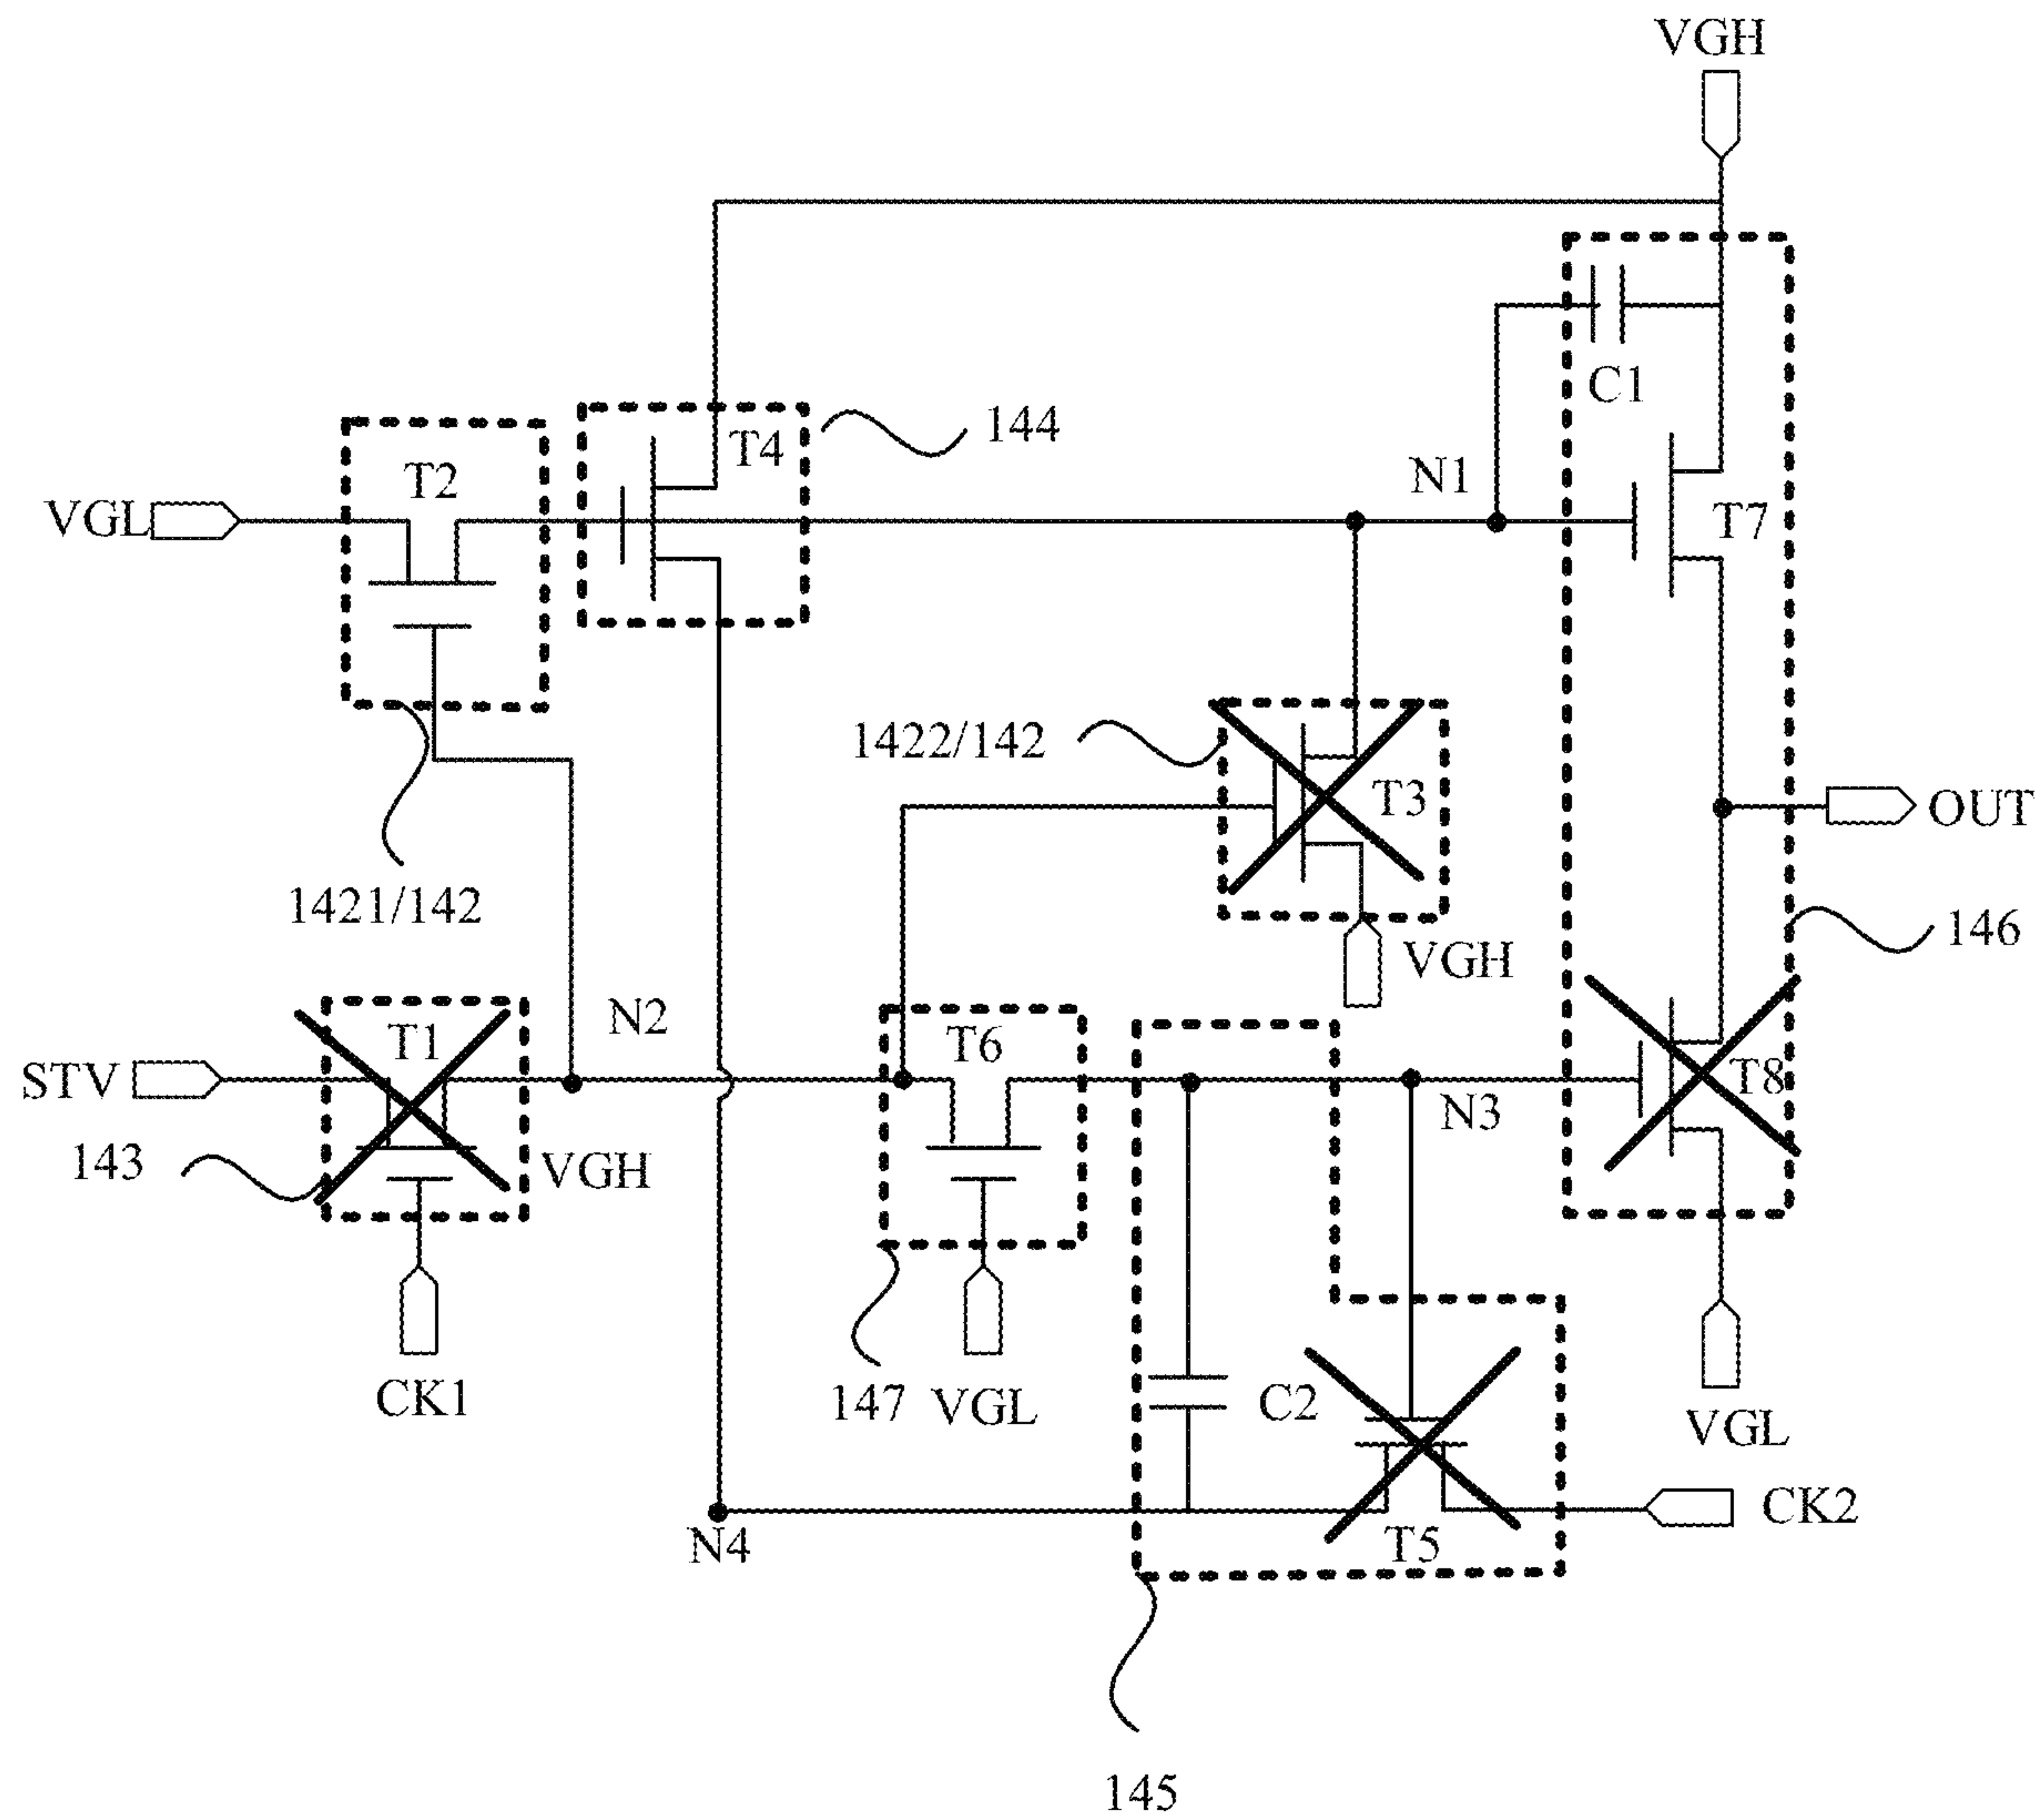 VGH
C1
T4
144
T2
N1
T7
VGL
1422/142
T3
OUT
1421/142
146
VGH
N2
T1
T6
STV
T8
N3
143
VGH
CK1
147
VGL
C2
VGL
CK2
N4
T5
145